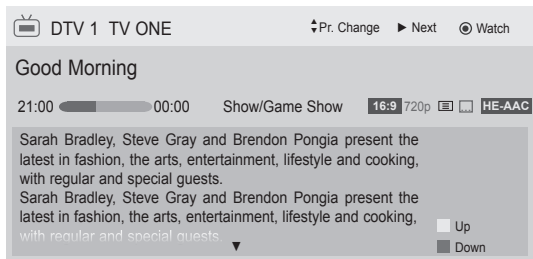 DTV 1 TV ONE
Pr. Change ► Next ◉ Watch
Good Morning
21:00 00:00 Show/Game Show 16:9 720p HE-AAC
Sarah Bradley, Steve Gray and Brendon Pongia present the
latest in fashion, the arts, entertainment, lifestyle and cooking,
with regular and special guests.
Sarah Bradley, Steve Gray and Brendon Pongia present the
latest in fashion, the arts, entertainment, lifestyle and cooking,
with regular and special guests.
▼
Up
Down